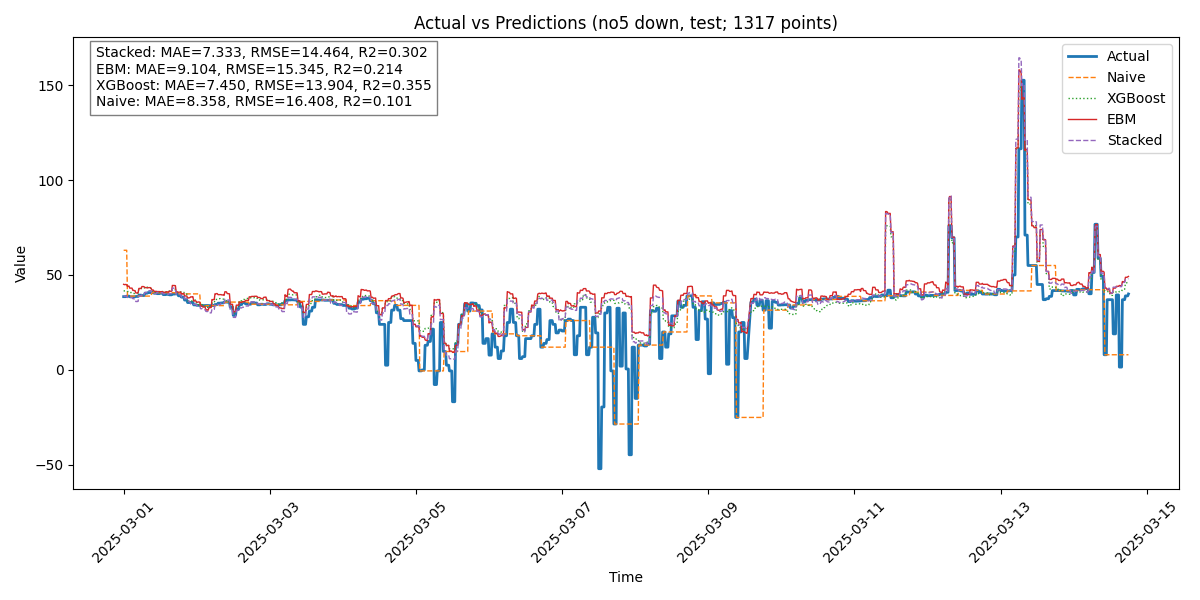 Actual vs Predictions (no5 down, test; 1317 points)
Stacked: MAE=7.333, RMSE=14.464, R2=0.302
EBM: MAE=9.104, RMSE=15.345, R2=0.214
XGBoost: MAE=7.450, RMSE=13.904, R2=0.355
Naive: MAE=8.358, RMSE=16.408, R2=0.101
Actual
Naive
XGBoost
EBM
Stacked
Value
150
100
50
0
−50
2025-03-01
2025-03-03
2025-03-05
2025-03-07
2025-03-09
2025-03-11
2025-03-13
2025-03-15
Time